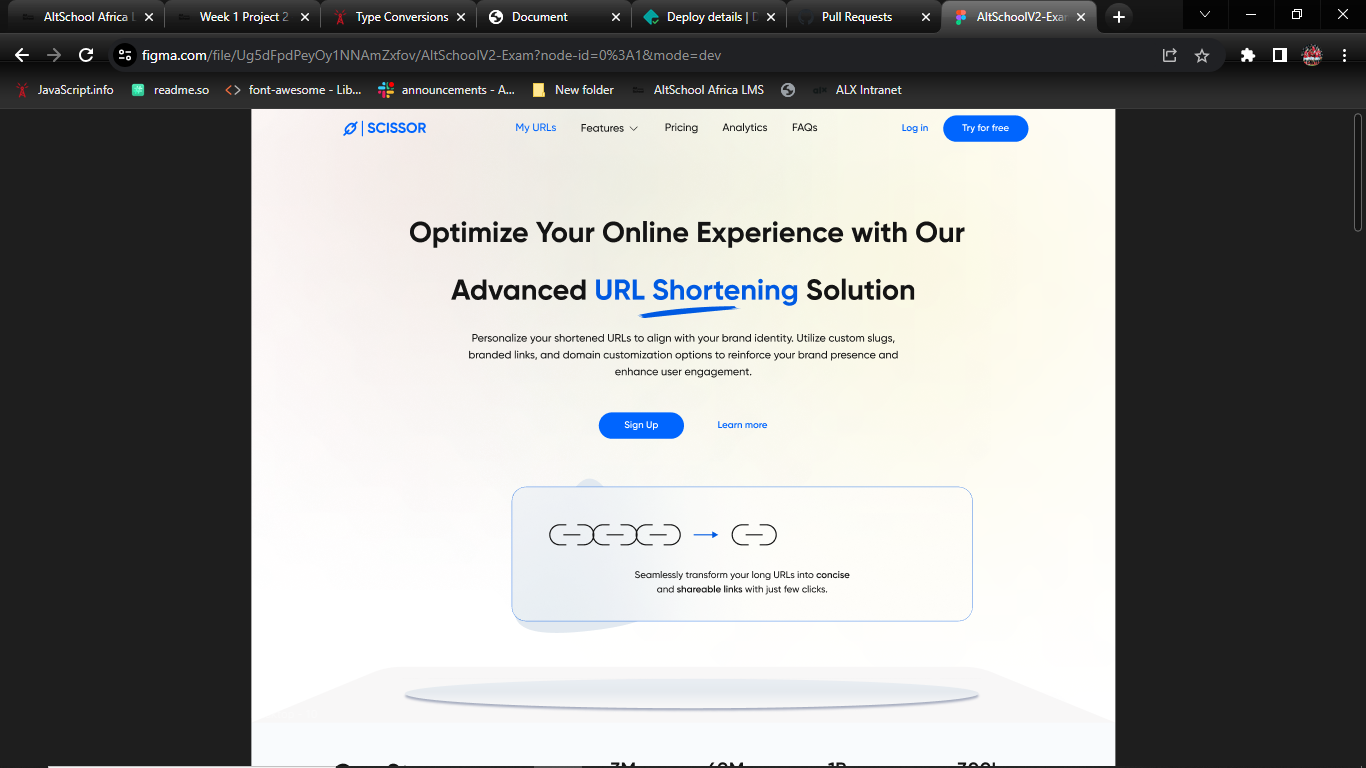 AltSchool Africa L
Week 1 Project 2
Type Conversions
Document
Deploy details | D
Pull Requests
AltSchoolV2-Exam
figma.com/file/Ug5dFpdPeyOy1NNAmZxfov/AltSchoolV2-Exam?node-id=0%3A1&mode=dev
JavaScript.info
readme.so
font-awesome - Lib...
announcements - A...
New folder
AltSchool Africa LMS
ALX Intranet
SCISSOR
My URLs
Features
Pricing
Analytics
FAQs
Log in
Try for free
Optimize Your Online Experience with Our
Advanced URL Shortening Solution
Personalize your shortened URLs to align with your brand identity. Utilize custom slugs,
branded links, and domain customization options to reinforce your brand presence and
enhance user engagement.
Sign Up
Learn more
Seamlessly transform your long URLs into concise
and shareable links with just few clicks.